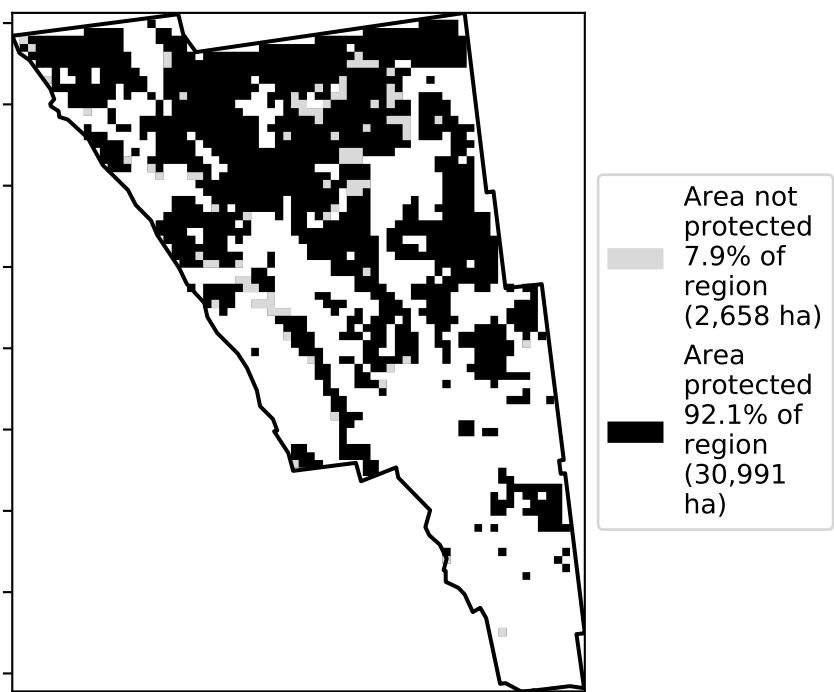 Area not
protected
7.9% of
region
(2,658 ha)
Area
protected
92.1% of
region
(30,991
ha)